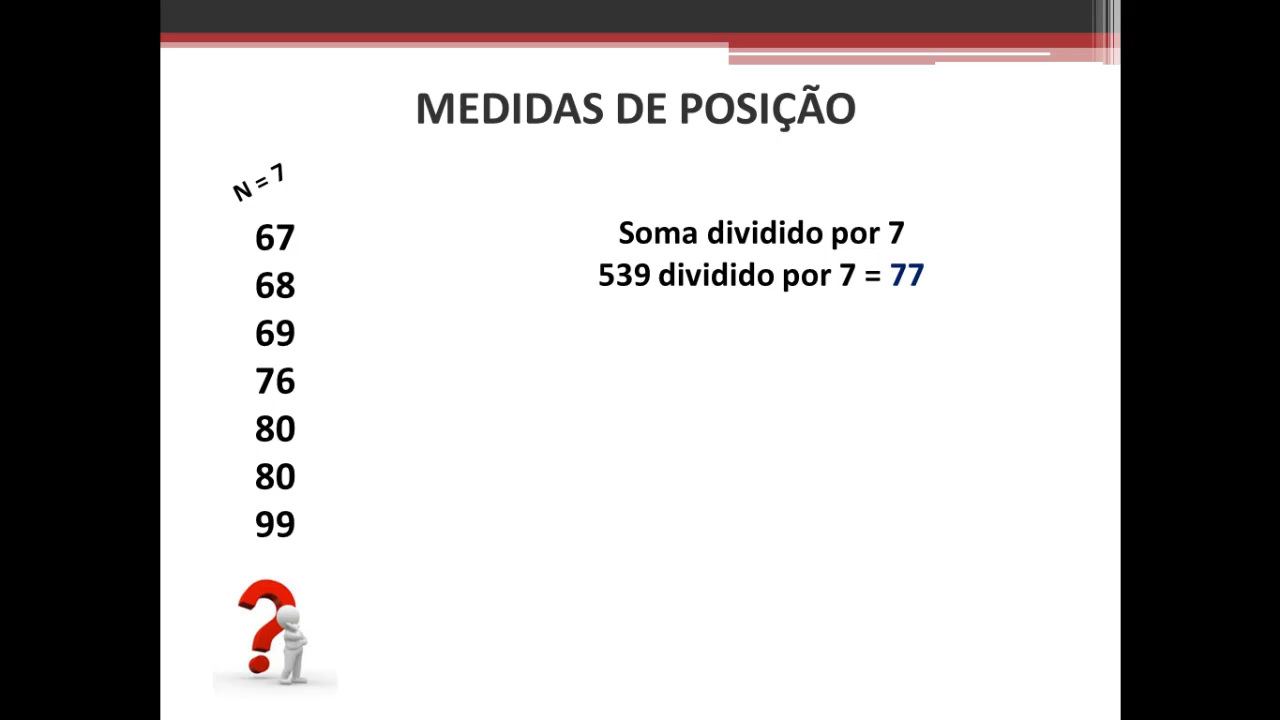 MEDIDAS DE POSIÇÃO
N = 7
67
68
69
76
80
80
99
Soma dividido por 7
539 dividido por 7 = 77